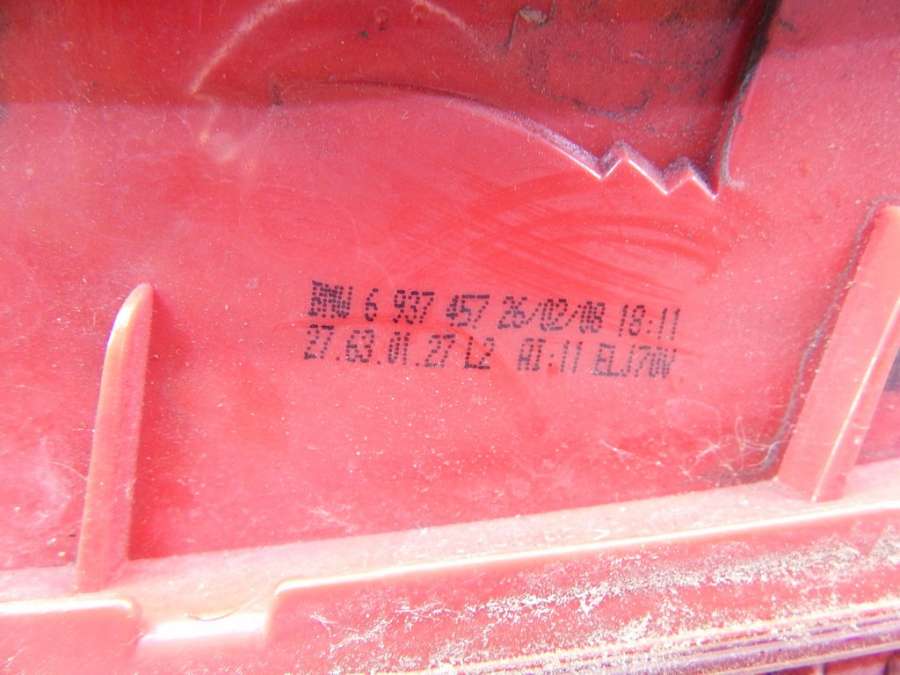 BMW 6 937 457 26/02/08 18:11
27.63.01.27 L2 AI:11 ELJ70V